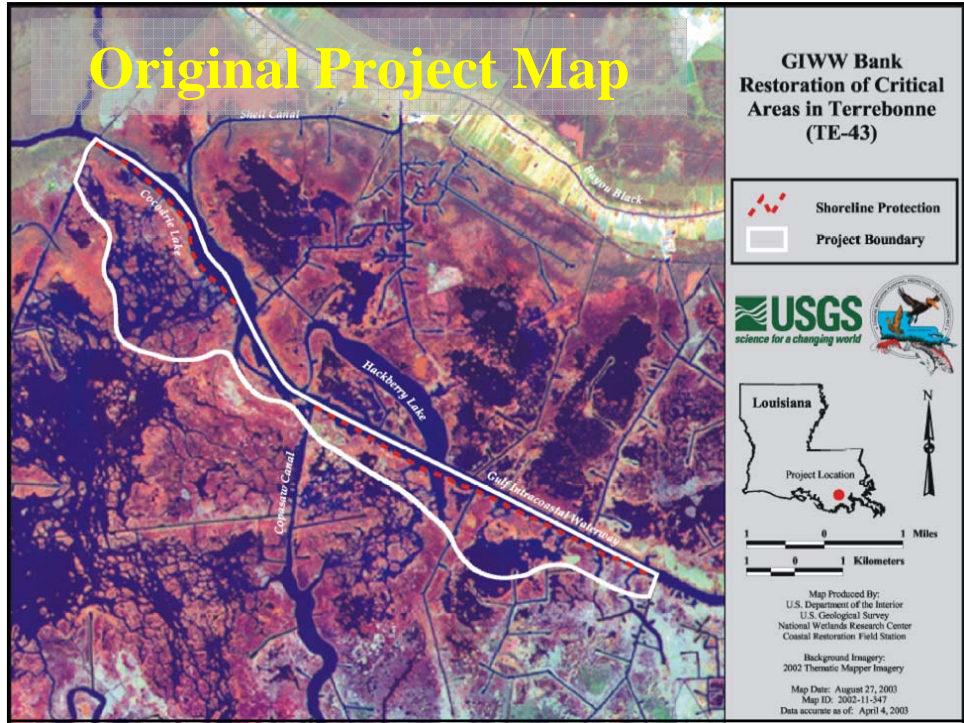 Original Project Map
Shell Canal
Bayou Black
Cocodrie Lake
Hackberry Lake
Copasaw Canal
Gulf Intracoastal Waterway
GIWW Bank
Restoration of Critical
Areas in Terrebonne
(TE-43)
Shoreline Protection
Project Boundary
USGS
science for a changing world
Louisiana
N
Project Location
1 0 1 Miles
1 0 1 Kilometers
Map Produced By:
U.S. Department of the Interior
U.S. Geological Survey
National Wetlands Research Center
Coastal Restoration Field Station
Background Imagery:
2002 Thematic Mapper Imagery
Map Date: August 27, 2003
Map ID: 2002-11-547
Data accurate as of: April 4, 2003